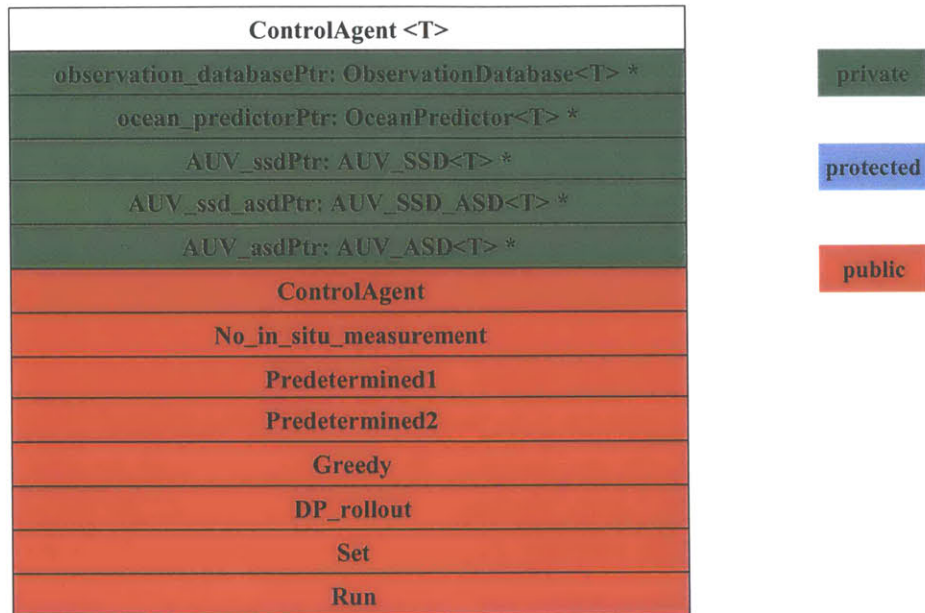 ControlAgent <T>
observation_databasePtr: ObservationDatabase<T> *
ocean_predictorPtr: OceanPredictor<T> *
AUV_ssdPtr: AUV_SSD<T> *
AUV_ssd_asdPtr: AUV_SSD_ASD<T> *
AUV_asdPtr: AUV_ASD<T> *
ControlAgent
No_in_situ_measurement
Predetermined1
Predetermined2
Greedy
DP_rollout
Set
Run
private
protected
public